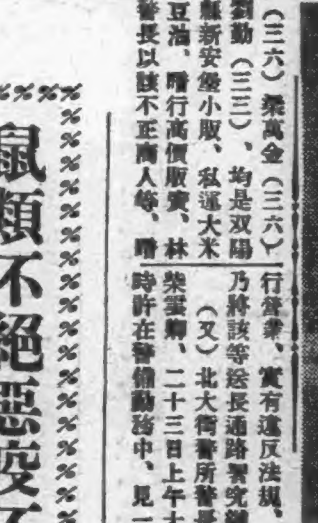 （三六）梁萬金（三六）
劉勤（三三）、均是双陽
縣新安堡小販、私運大米
豆油、暗行高價販賣、林
警長以該不正商人等、暗
行營業、實有違反法規、
乃將該等送長通路署究
（又）北大街警所警長
柴雲　、二十三日上午十
時許在警備勤務中、見一
鼠類不絕惡疫